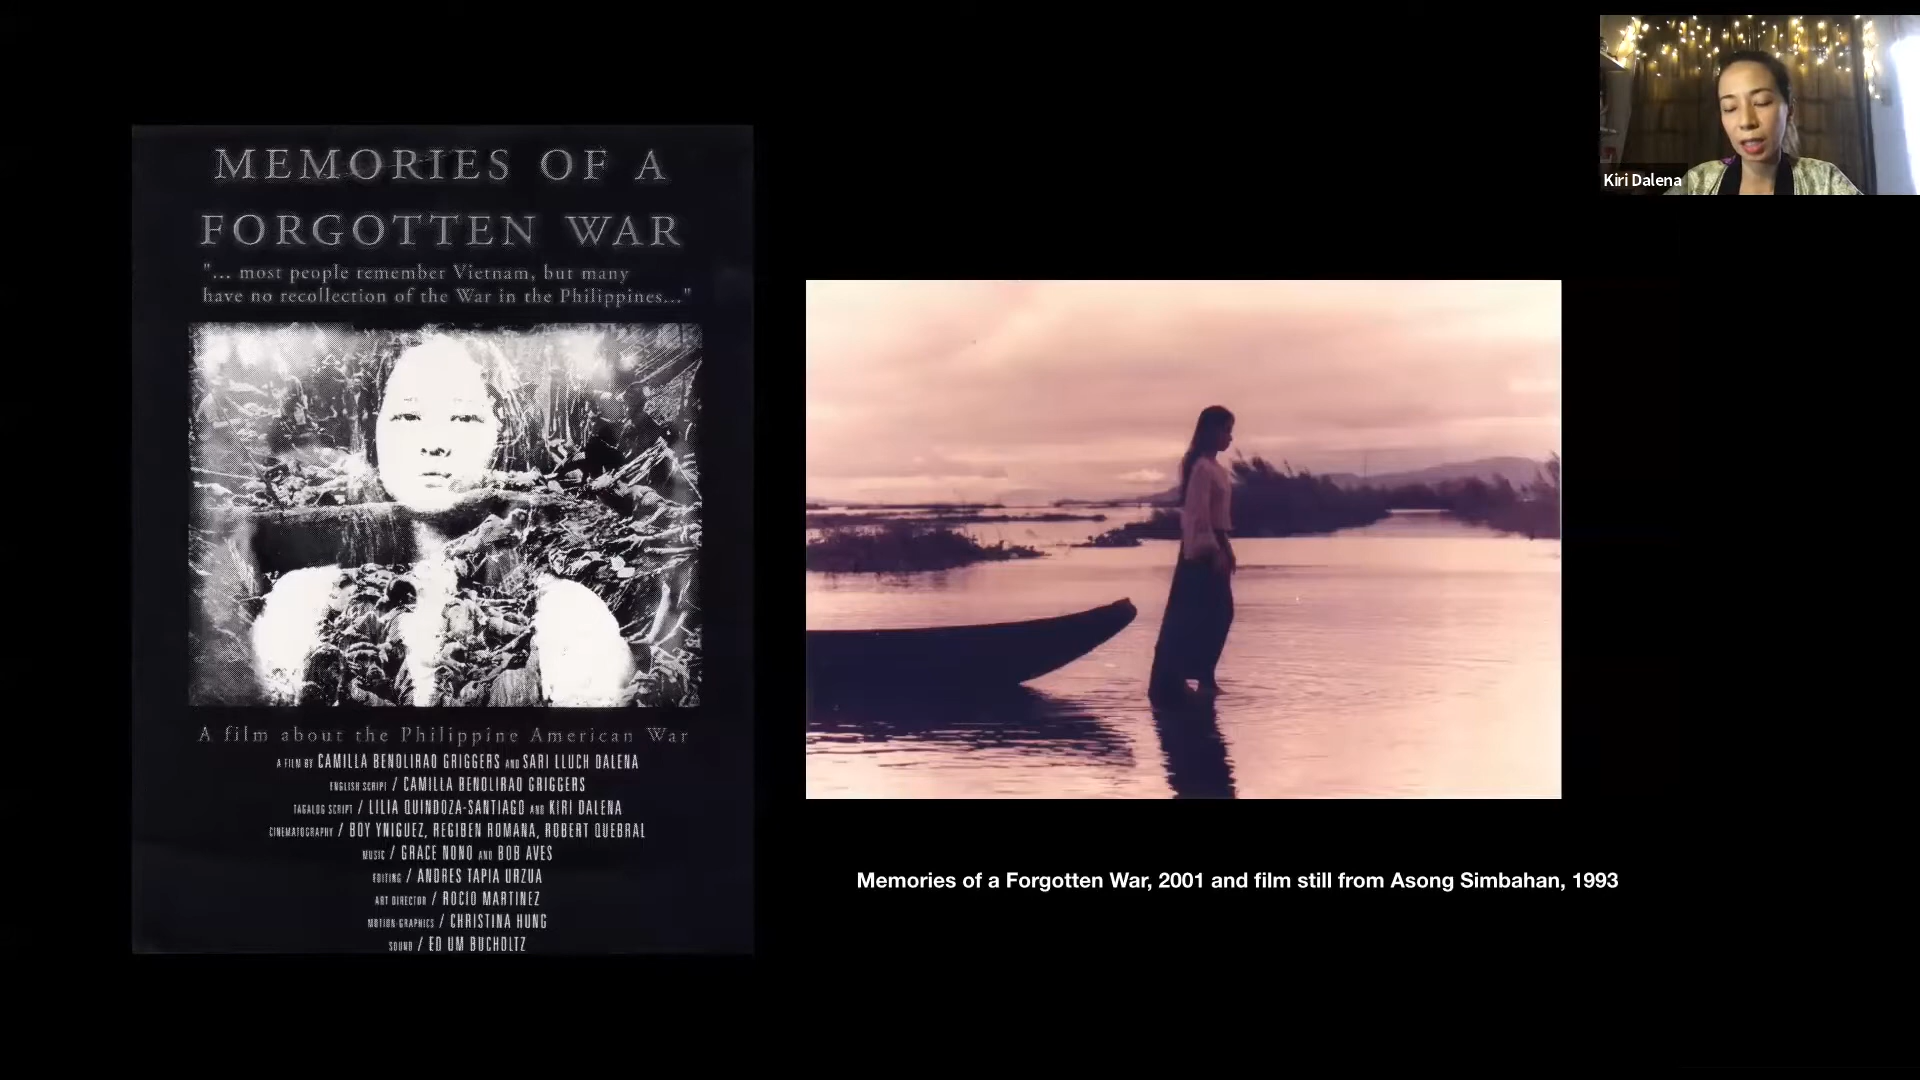 MEMORIES OF A
FORGOTTEN WAR
"... most people remember Vietnam, but many
have no recollection of the War in the Philippines..."
A film about the Philippine American War
A FILM BY CAMILLA BENOLIRAO GRIGGERS AND SARI LLUCH DALENA
ENGLISH SCRIPT / CAMILLA BENOLIRAO GRIGGERS
TAGALOG SCRIPT / LILIA QUINDOZA-SANTIAGO AND KIRI DALENA
CINEMATOGRAPHY / BOY YNIGUEZ, REGIBEN ROMANA, ROBERT QUEBRAL
MUSIC / GRACE NONO AND BOB AVES
EDITING / ANDRES TAPIA URZUA
ART DIRECTOR / ROCIO MARTINEZ
MOTION GRAPHICS / CHRISTINA HUNG
SOUND / ED UM BUCHOLTZ
Kiri Dalena
Memories of a Forgotten War, 2001 and film still from Asong Simbahan, 1993